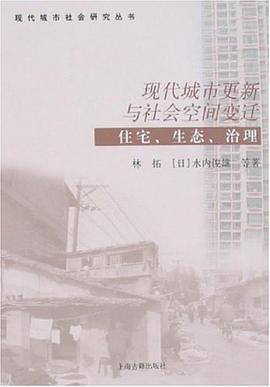 现代城市社会研究丛书
现代城市更新
与社会空间变迁
住宅、生态、治理
林 拓 [日]水内俊雄 等著
上海古籍出版社